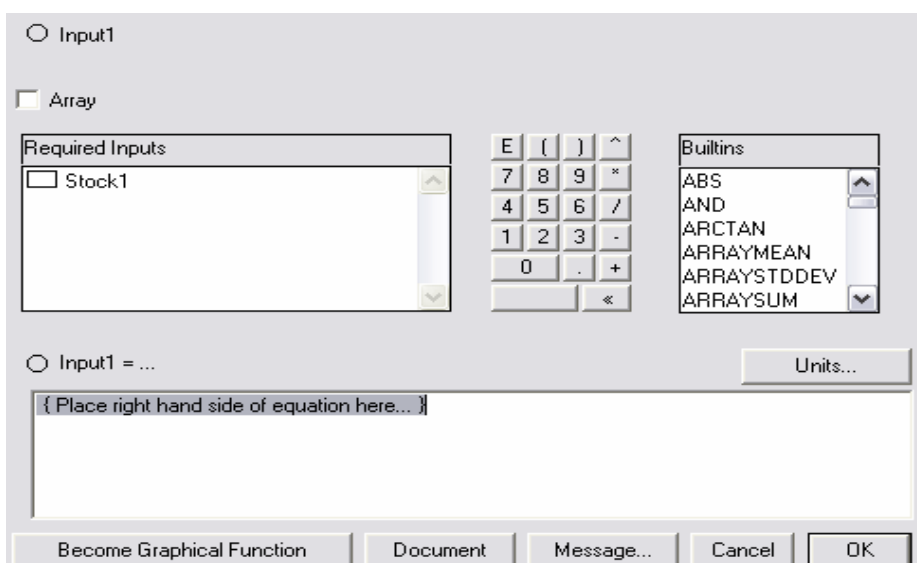 Input1
Array
Required Inputs
Stock1
E ( ) ^
7 8 9 *
4 5 6 /
1 2 3 -
0 . +
«
Builtins
ABS
AND
ARCTAN
ARRAYMEAN
ARRAYSTDDEV
ARRAYSUM
Input1 = ...
Units...
{ Place right hand side of equation here... }
Become Graphical Function
Document
Message...
Cancel
OK